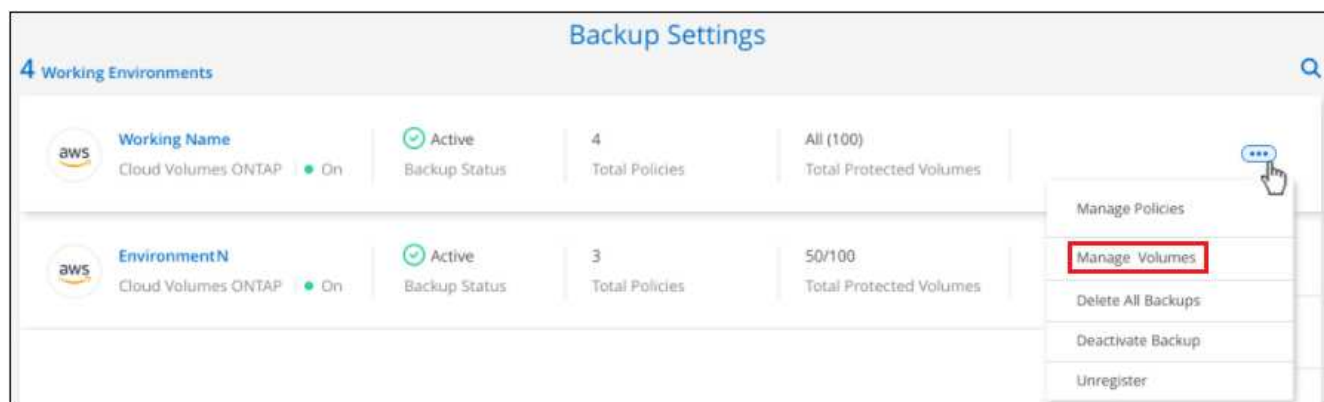 Backup Settings
4 Working Environments
aws
Working Name
Cloud Volumes ONTAP
On
Active
Backup Status
4
Total Policies
All (100)
Total Protected Volumes
Manage Policies
Manage Volumes
Delete All Backups
Deactivate Backup
Unregister
aws
EnvironmentN
Cloud Volumes ONTAP
On
Active
Backup Status
3
Total Policies
50/100
Total Protected Volumes